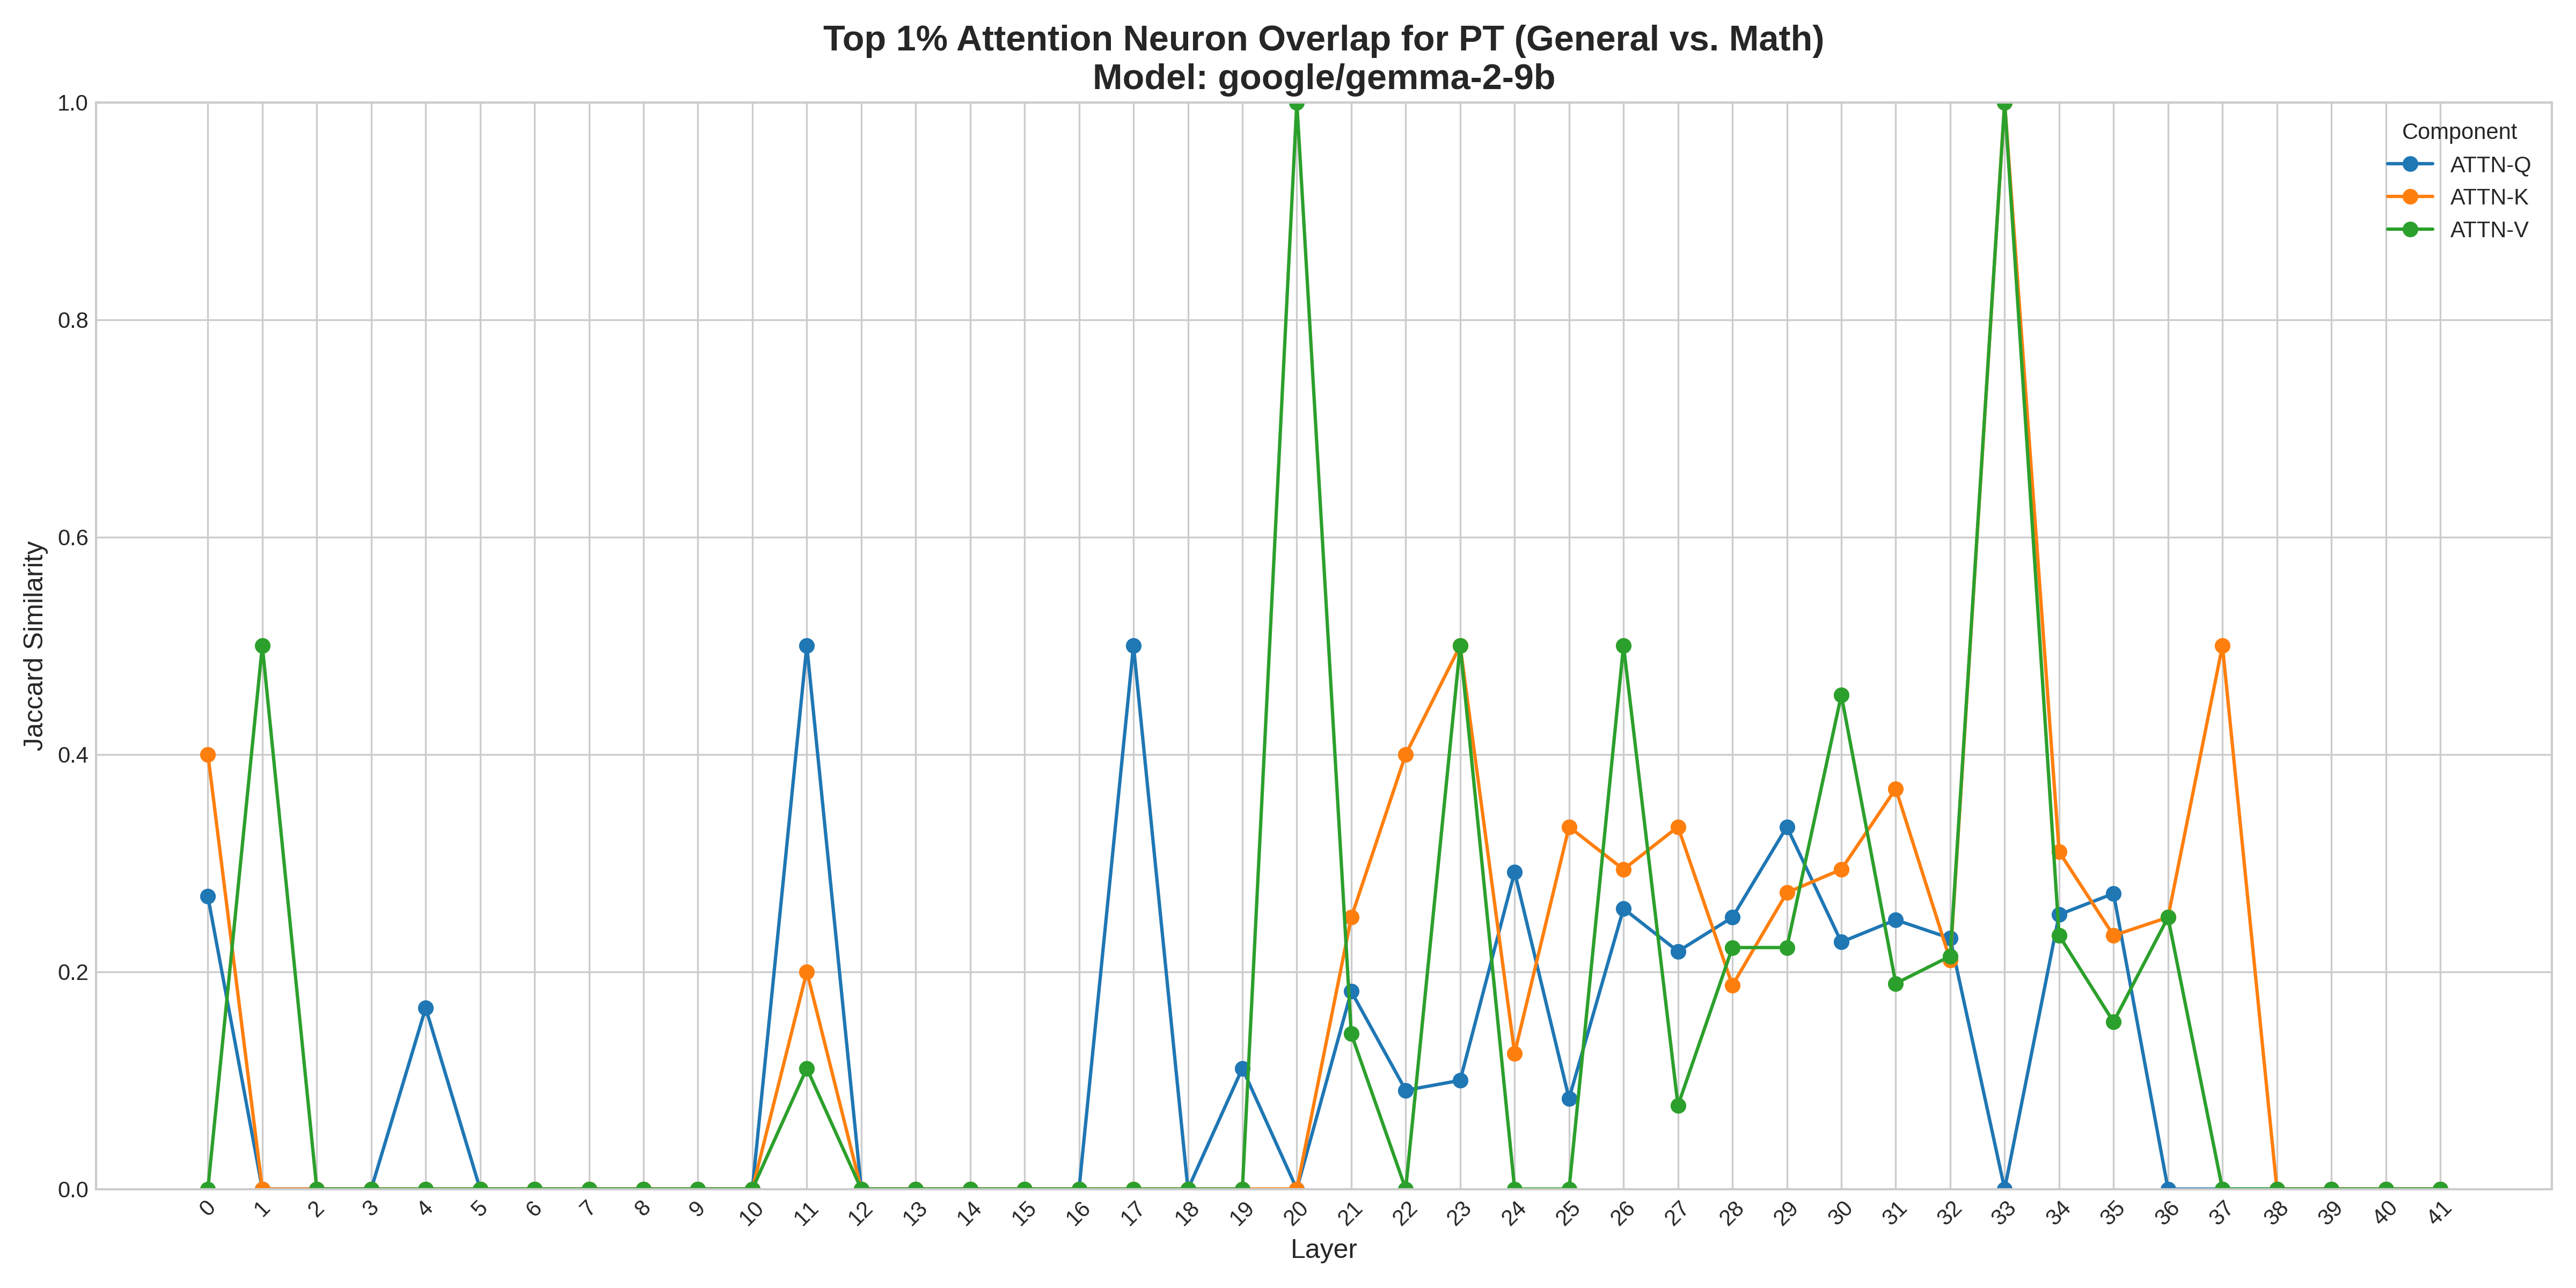 Top 1% Attention Neuron Overlap for PT (General vs. Math)
Model: google/gemma-2-9b
Jaccard Similarity
1.0
0.8
0.6
0.4
0.2
0.0
Component
ATTN-Q
ATTN-K
ATTN-V
0 1 2 3 4 5 6 7 8 9 10 11 12 13 14 15 16 17 18 19 20 21 22 23 24 25 26 27 28 29 30 31 32 33 34 35 36 37 38 39 40 41
Layer